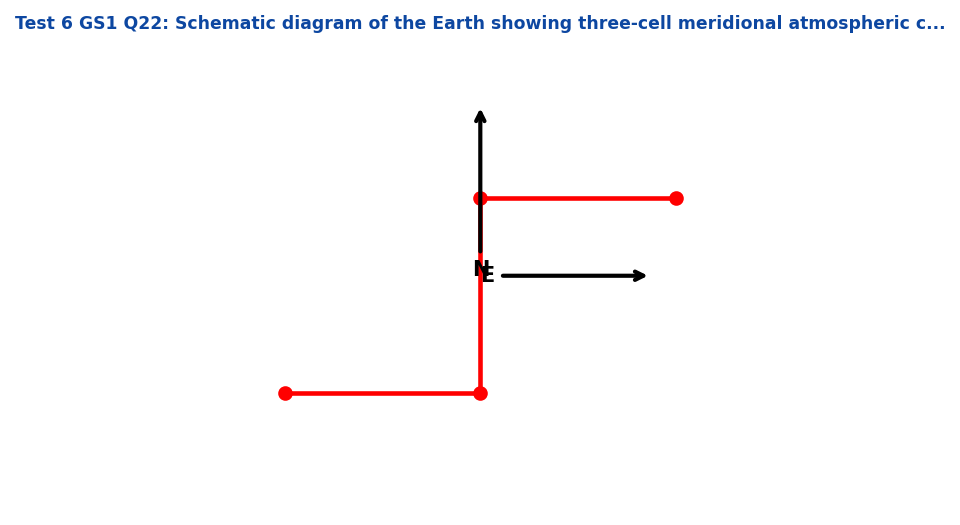 Test 6 GS1 Q22: Schematic diagram of the Earth showing three-cell meridional atmospheric c...
N
E